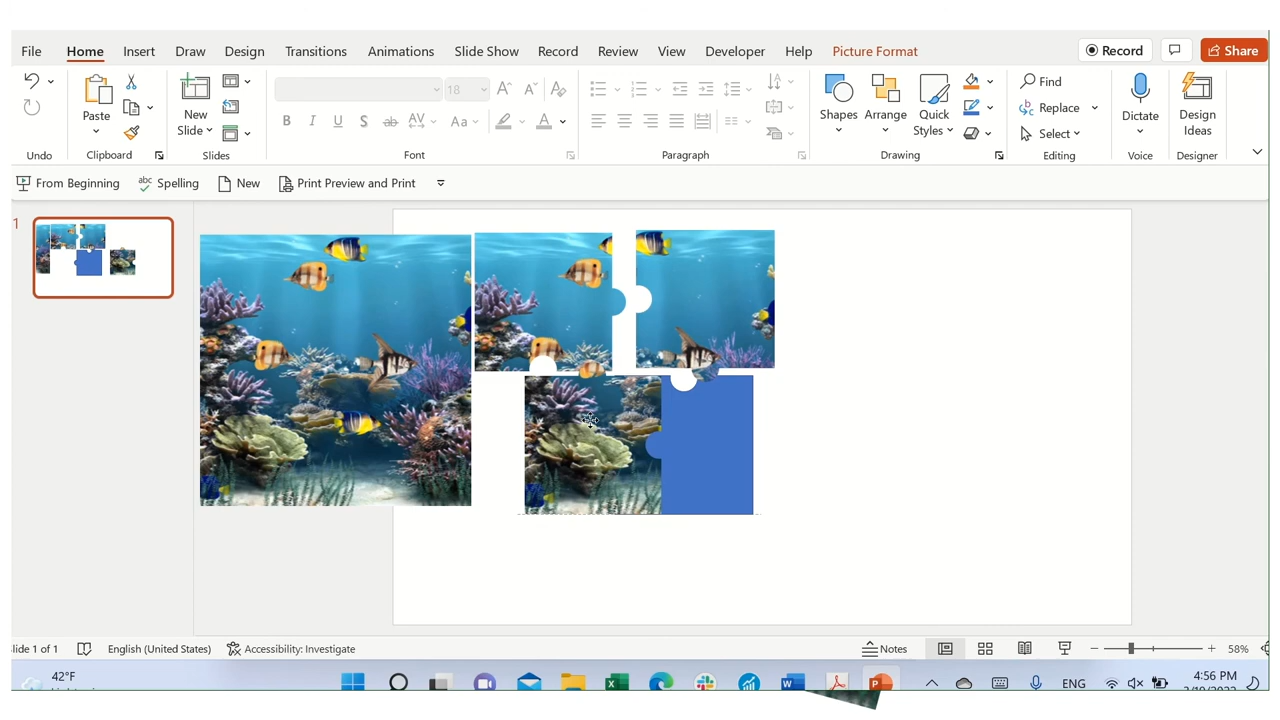 File Home Insert Draw Design Transitions Animations Slide Show Record Review View Developer Help Picture Format Record Share
Undo
Paste
Clipboard
New
Slide
Slides
18
Font
Paragraph
Shapes Arrange Quick
Styles
Drawing
Find
Replace
Select
Editing
Dictate
Voice
Design
Ideas
Designer
From Beginning Spelling New Print Preview and Print
1
lide 1 of 1 English (United States) Accessibility: Investigate Notes 58%
42°F
ENG 4:56 PM